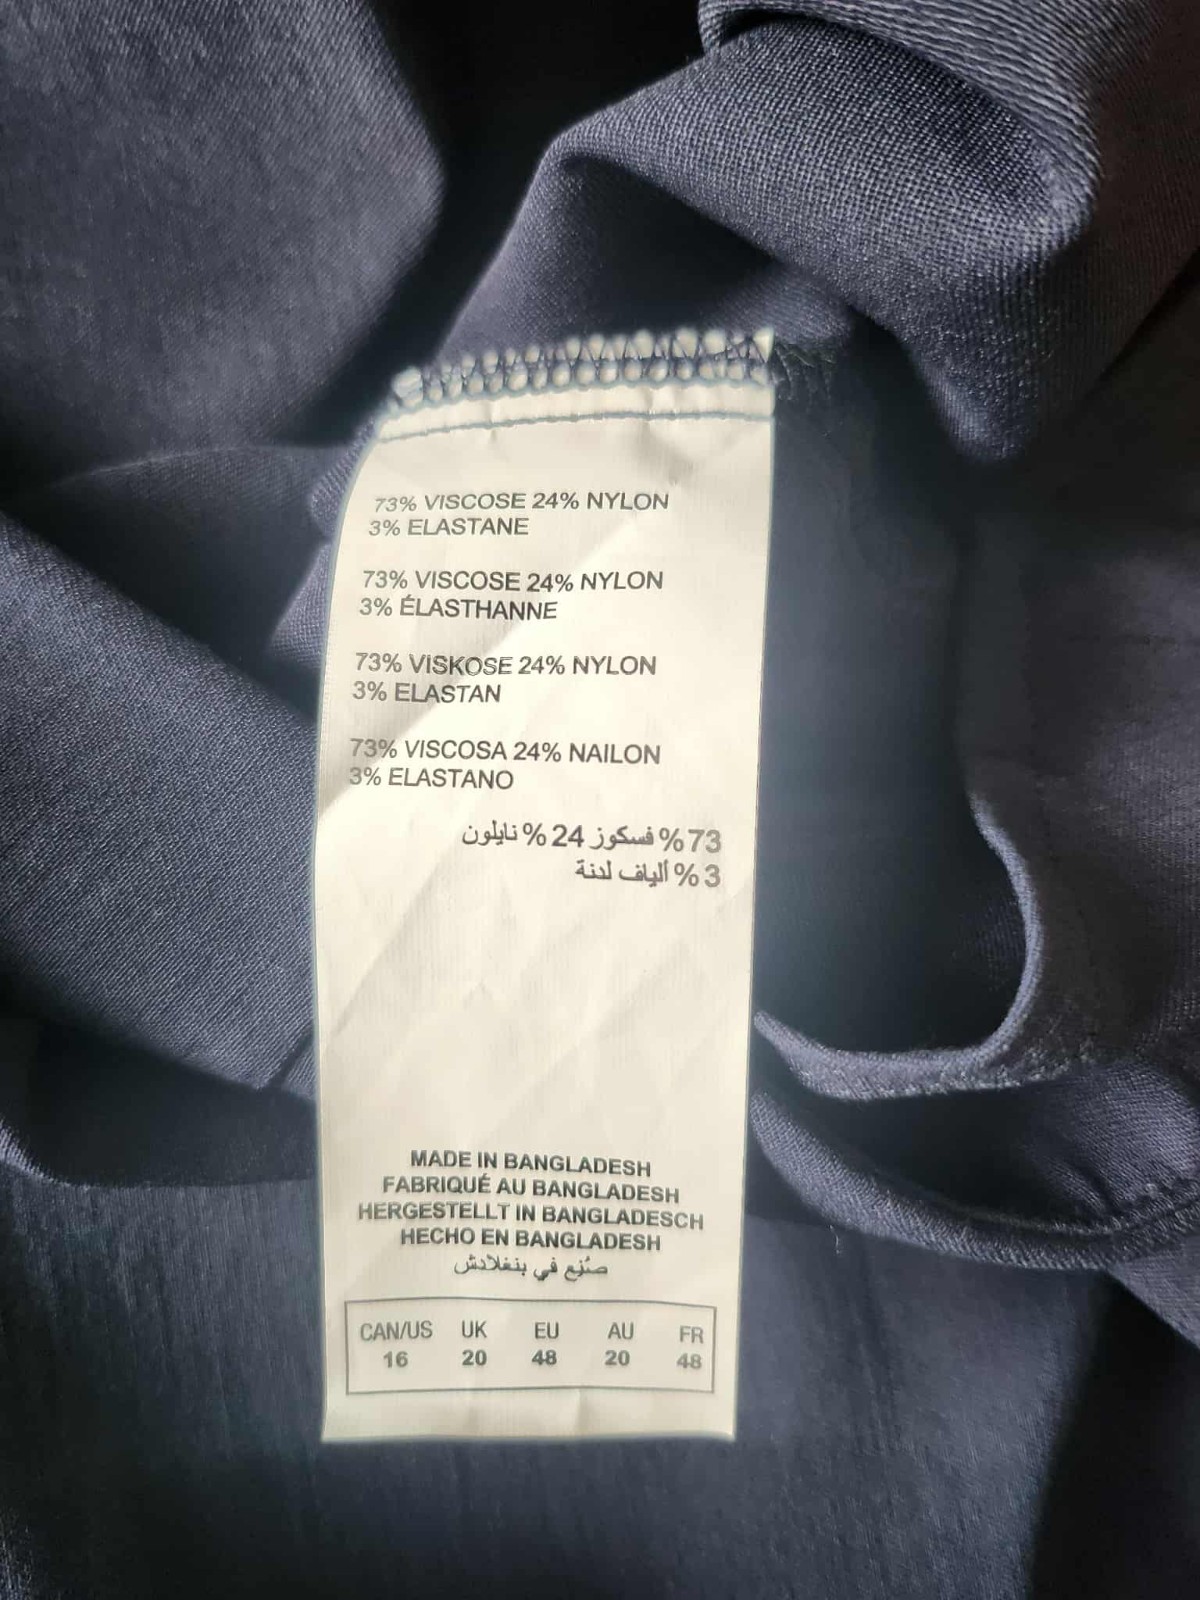 73% VISCOSE 24% NYLON
3% ELASTANE
73% VISCOSE 24% NYLON
3% ÉLASTHANNE
73% VISKOSE 24% NYLON
3% ELASTAN
73% VISCOSA 24% NAILON
3% ELASTANO
73% فسكوز 24% نايلون
3% ألياف لدنة
MADE IN BANGLADESH
FABRIQUÉ AU BANGLADESH
HERGESTELLT IN BANGLADESCH
HECHO EN BANGLADESH
صُنِع في بنغلادش
CAN/US UK EU AU FR
16 20 48 20 48